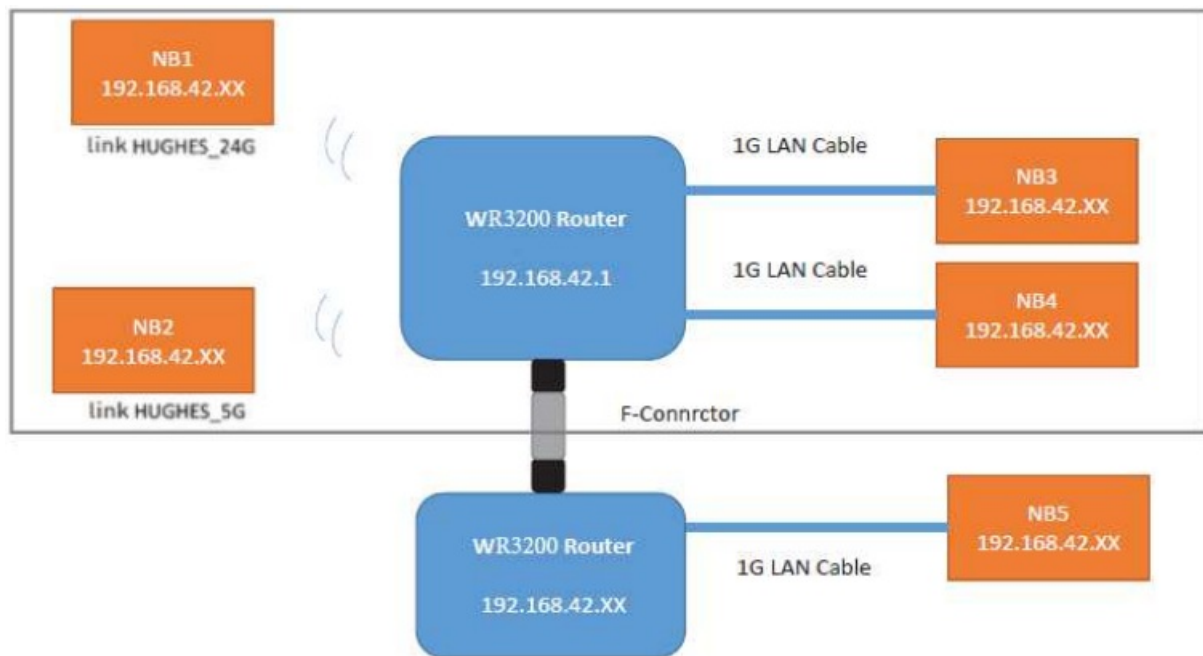 NB1
192.168.42.XX
link HUGHES_24G
1G LAN Cable
NB3
192.168.42.XX
WR3200 Router
192.168.42.1
1G LAN Cable
NB4
192.168.42.XX
NB2
192.168.42.XX
link HUGHES_5G
F-Connrctor
NB5
192.168.42.XX
WR3200 Router
192.168.42.XX
1G LAN Cable